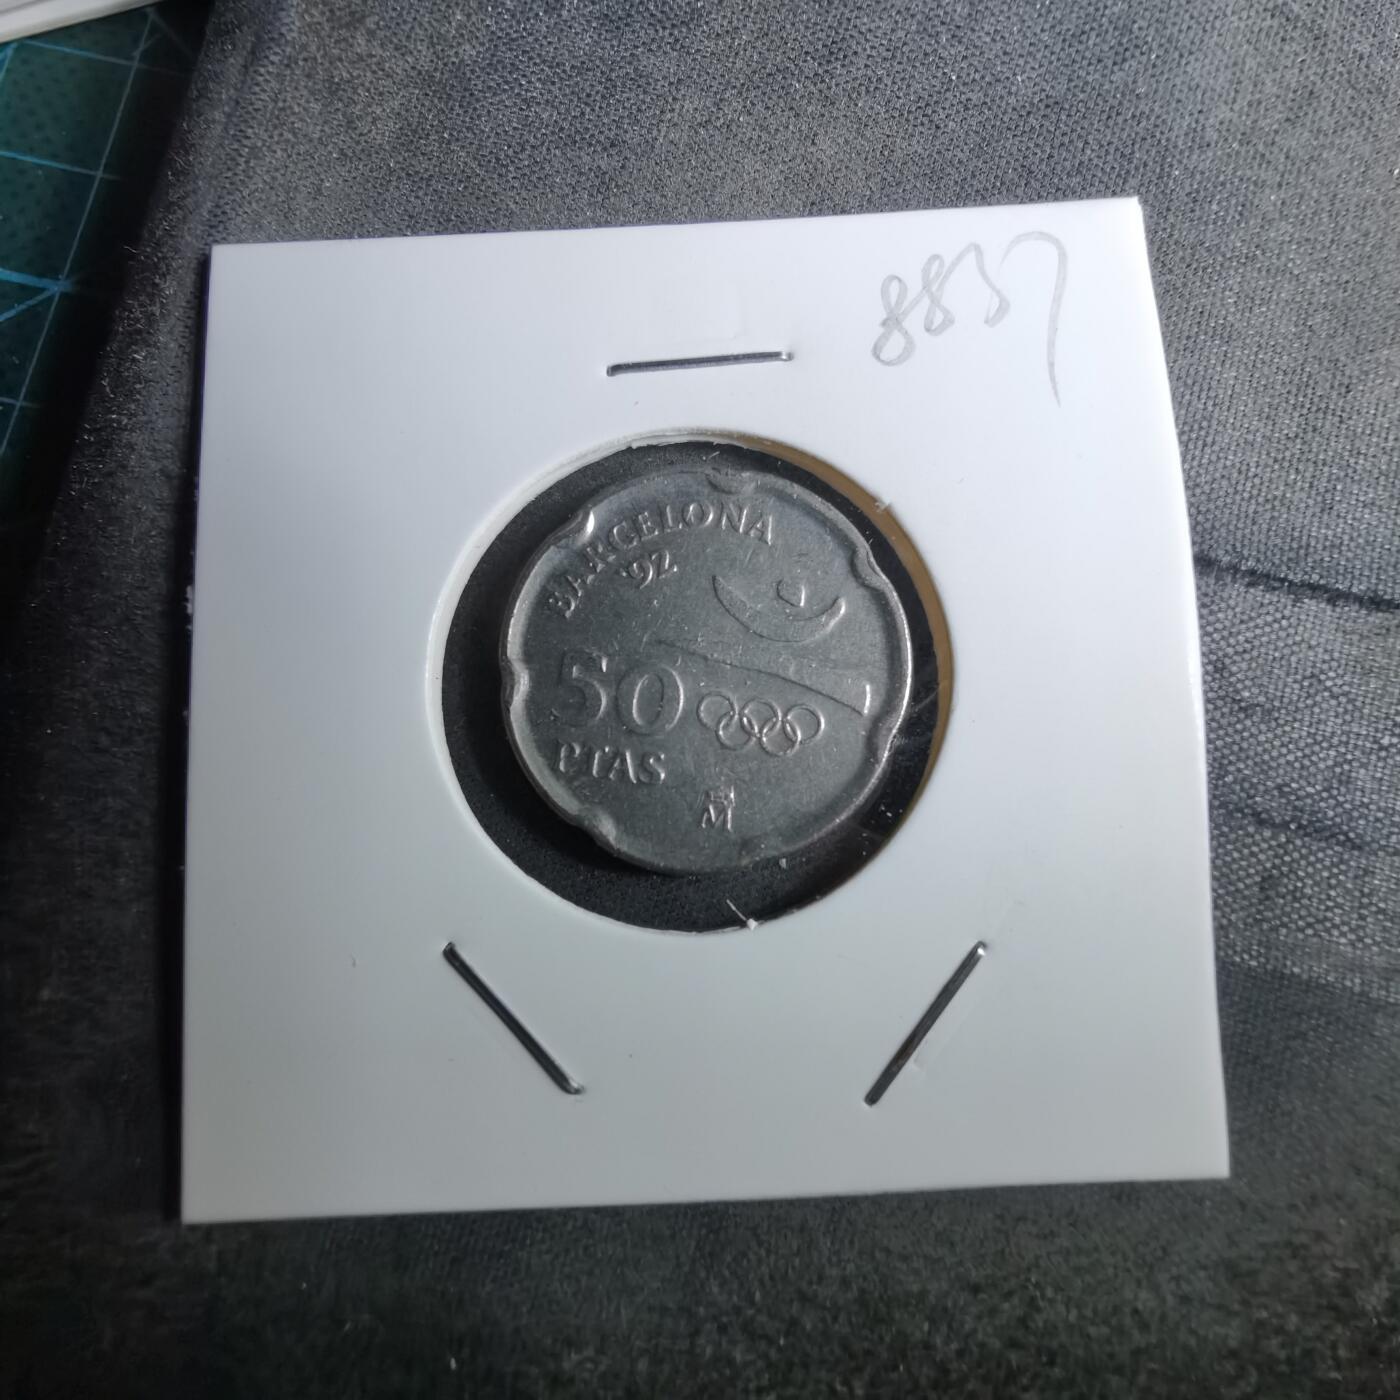 8837
BARCELONA
'92
50
PTAS
M